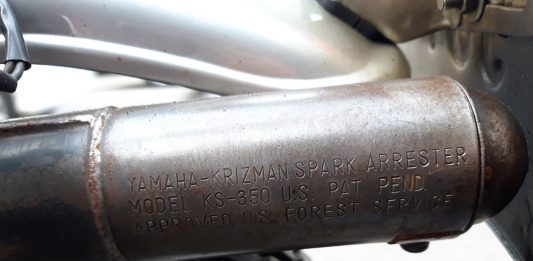 YAMAHA-KRIZMAN SPARK ARRESTER
MODEL KS-350 U.S. PAT. PEND.
APPROVED U.S. FOREST SERVICE